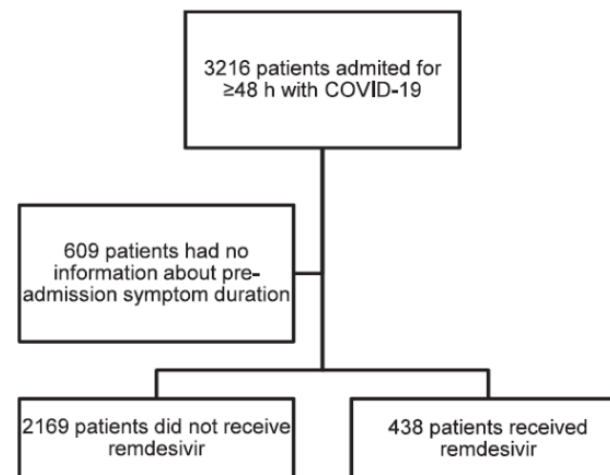 3216 patients admited for
≥48 h with COVID-19
609 patients had no
information about pre-
admission symptom duration
2169 patients did not receive
remdesivir
438 patients received
remdesivir